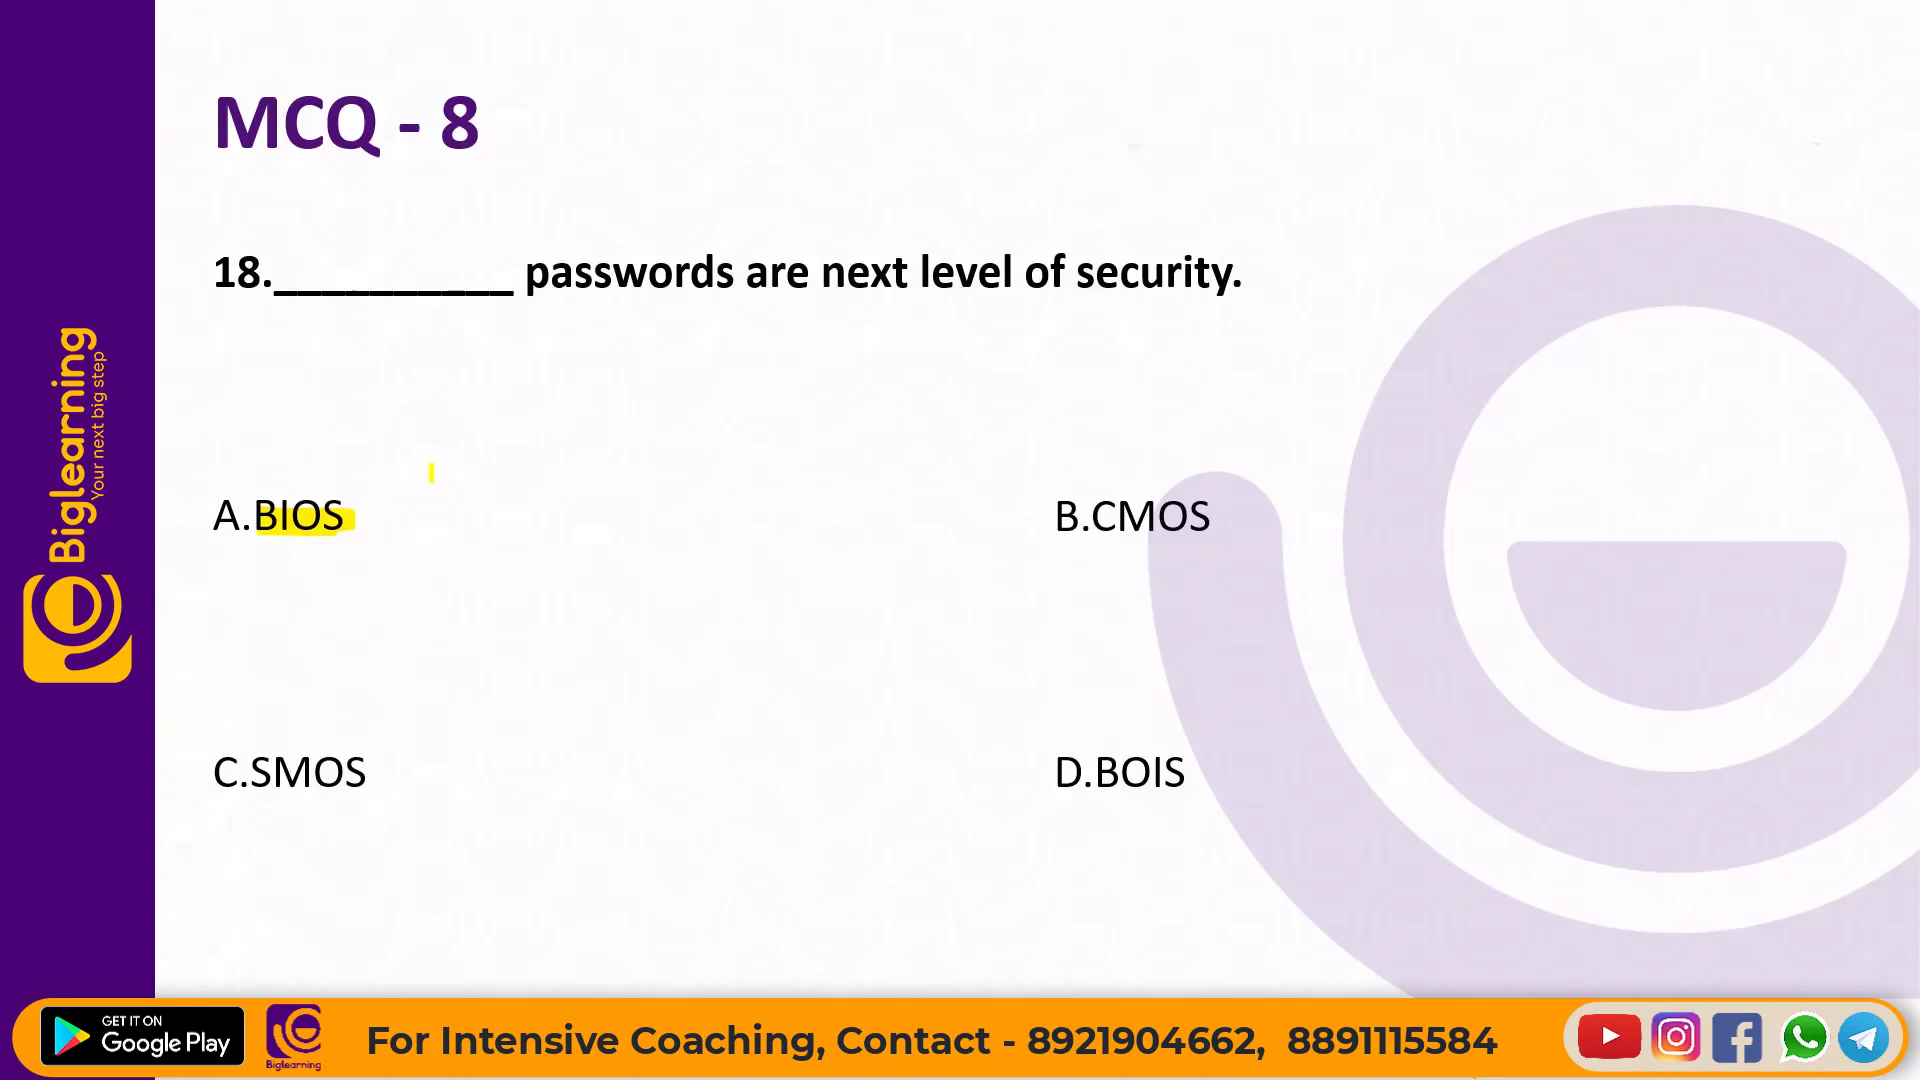 MCQ - 8
18.__________ passwords are next level of security.
A.BIOS
B.CMOS
C.SMOS
D.BOIS
Biglearning
Your next big step
GET IT ON
Google Play
Biglearning
For Intensive Coaching, Contact - 8921904662, 8891115584